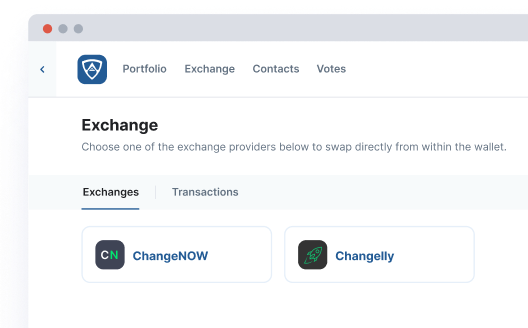 Portfolio Exchange Contacts Votes
Exchange
Choose one of the exchange providers below to swap directly from within the wallet.
Exchanges Transactions
CN ChangeNOW Changelly